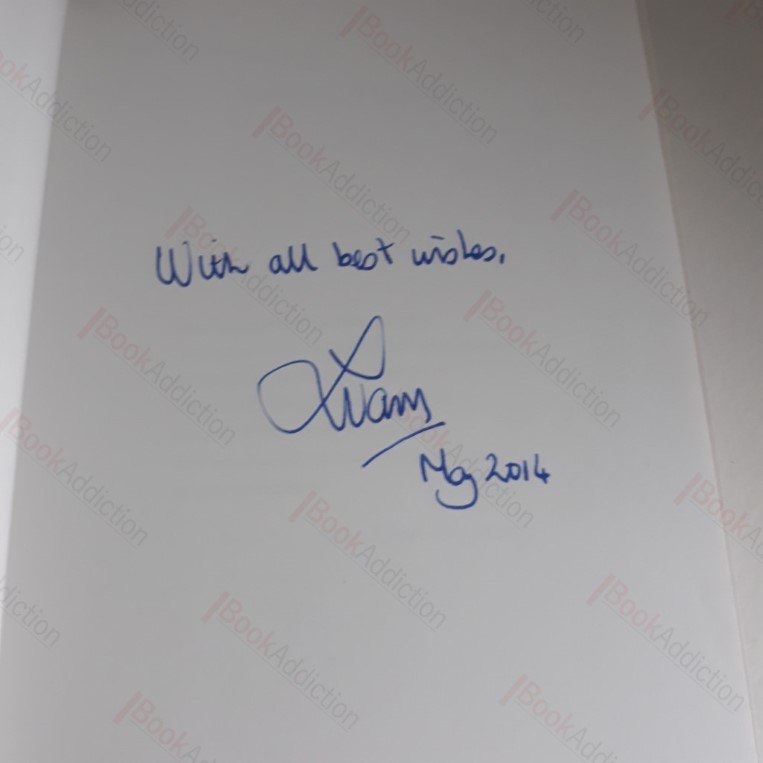 With all best wishes,
May 2014
BookAddiction